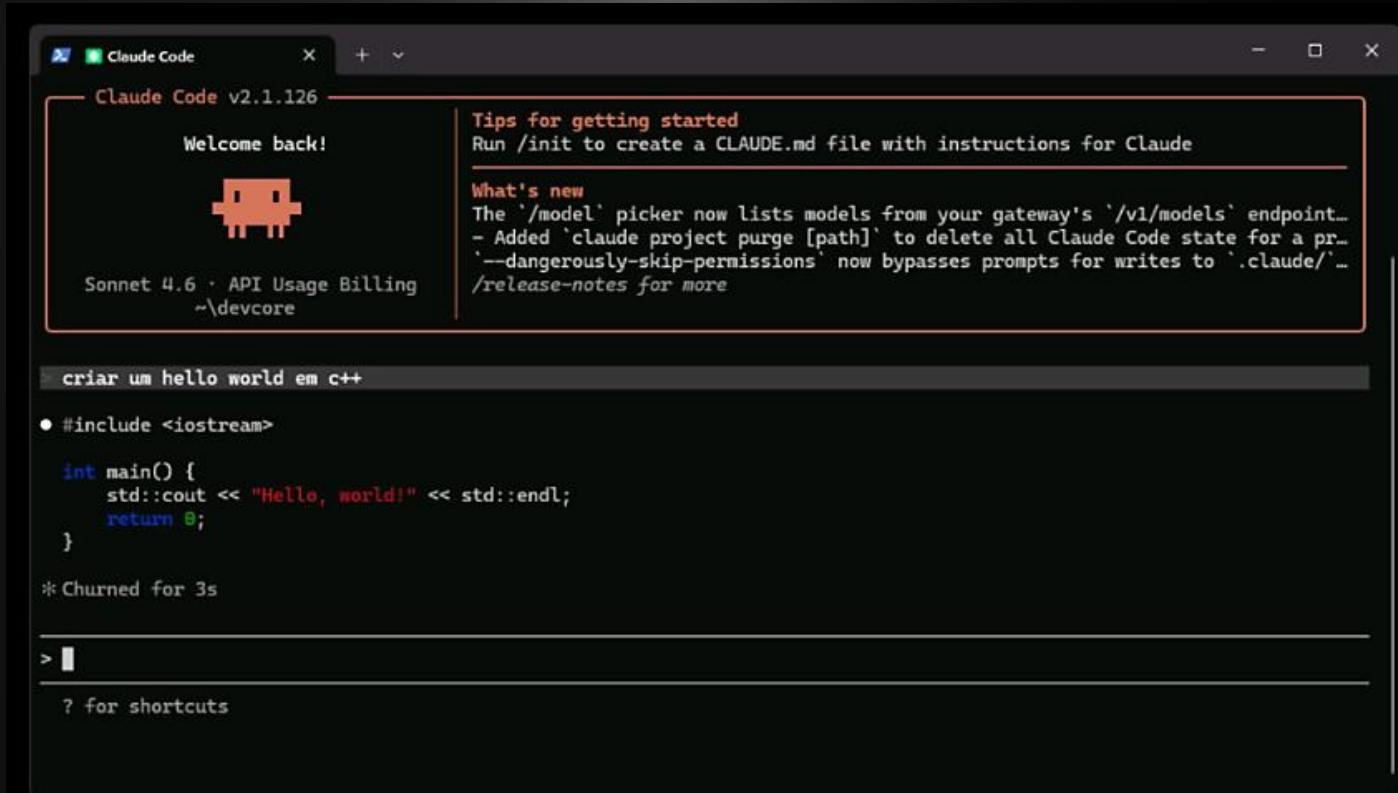 Claude Code
Claude Code v2.1.126
Welcome back!
Sonnet 4.6 · API Usage Billing
~\devcore
Tips for getting started
Run /init to create a CLAUDE.md file with instructions for Claude
What's new
The `/model` picker now lists models from your gateway's `/v1/models` endpoint…
- Added `claude project purge [path]` to delete all Claude Code state for a pr…
`--dangerously-skip-permissions` now bypasses prompts for writes to `.claude/`…
/release-notes for more
> criar um hello world em c++
● #include <iostream>
int main() {
    std::cout << "Hello, world!" << std::endl;
    return 0;
}
✻ Churned for 3s
>
? for shortcuts